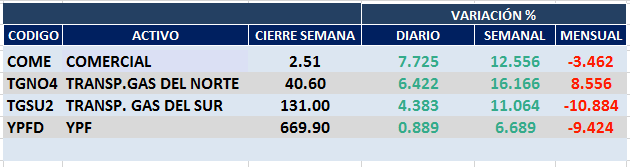 VARIACIÓN %
CODIGO ACTIVO CIERRE SEMANA DIARIO SEMANAL MENSUAL
COME COMERCIAL 2.51 7.725 12.556 -3.462
TGNO4 TRANSP.GAS DEL NORTE 40.60 6.422 16.166 8.556
TGSU2 TRANSP. GAS DEL SUR 131.00 4.383 11.064 -10.884
YPFD YPF 669.90 0.889 6.689 -9.424